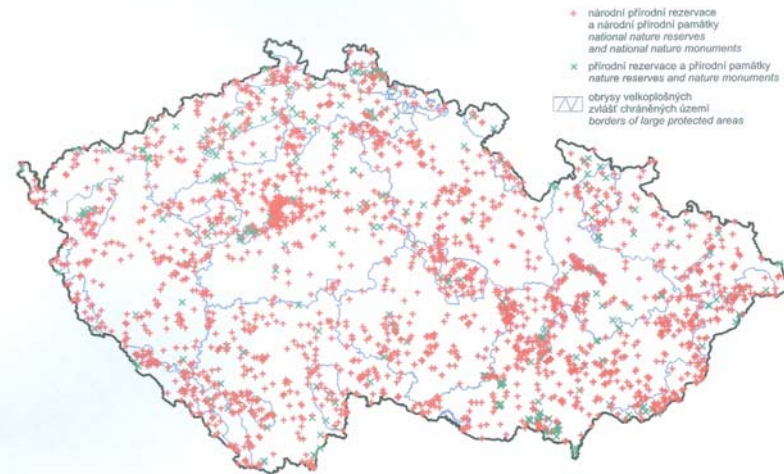 národní přírodní rezervace
a národní přírodní památky
national nature reserves
and national nature monuments
přírodní rezervace a přírodní památky
nature reserves and nature monuments
obrysy velkoplošných
zvlášť chráněných území
borders of large protected areas